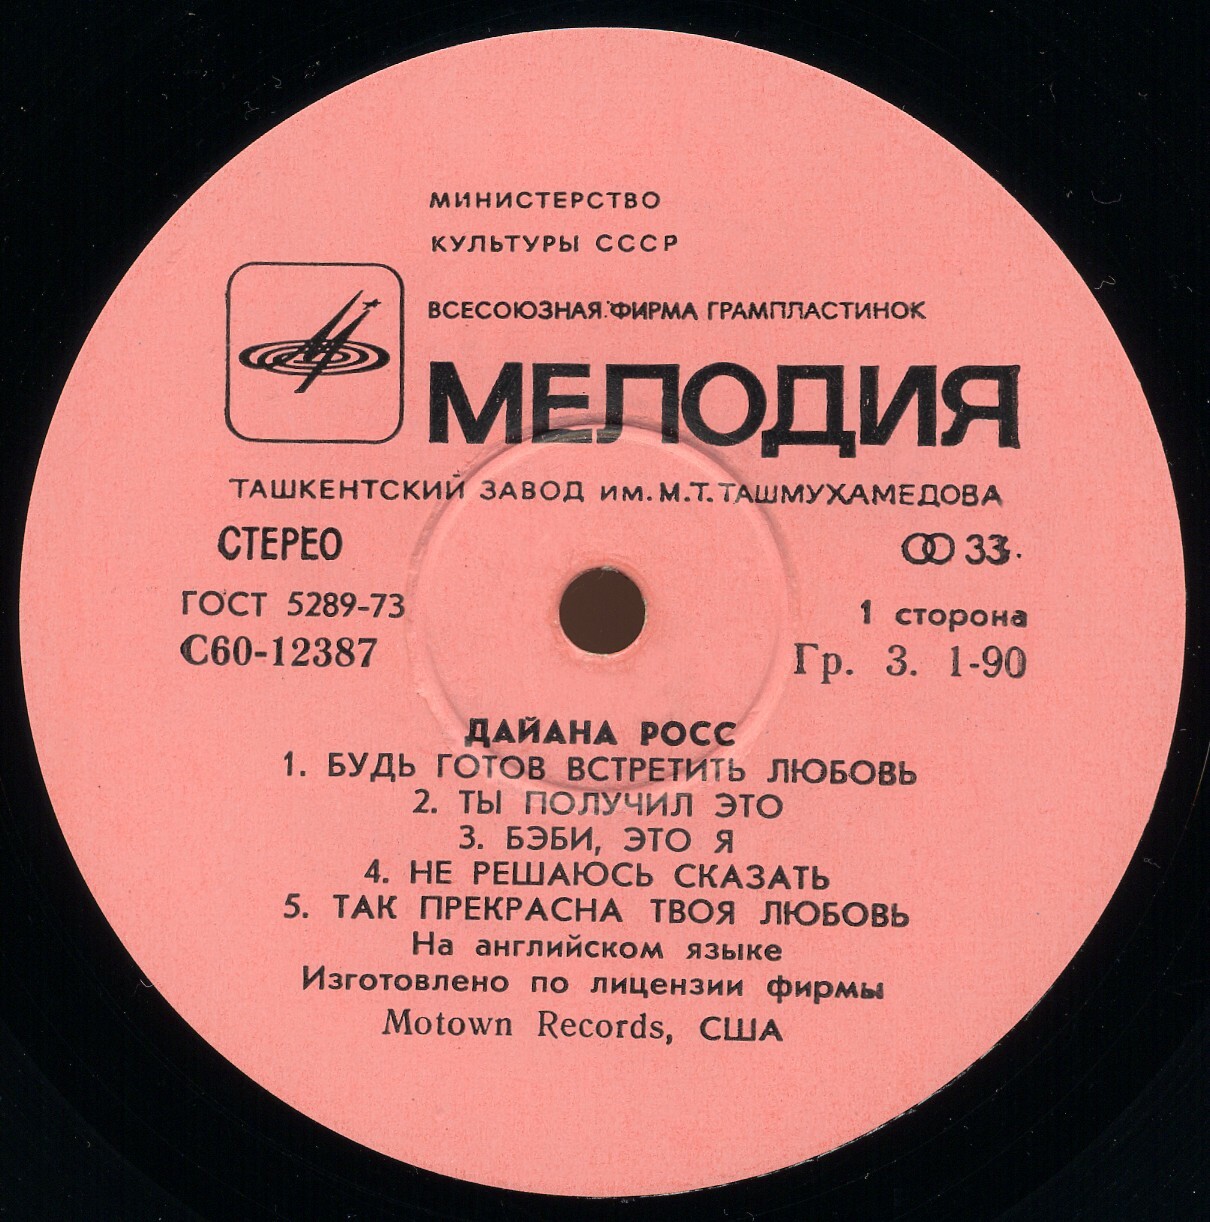 МИНИСТЕРСТВО
КУЛЬТУРЫ СССР
ВСЕСОЮЗНАЯ ФИРМА ГРАМПЛАСТИНОК
МЕЛОДИЯ
ТАШКЕНТСКИЙ ЗАВОД ИМ. М.Т. ТАШМУХАМЕДОВА
СТЕРЕО
33
ГОСТ 5289-73
1 сторона
С60-12387
Гр. 3. 1-90
ДАЙАНА РОСС
1. БУДЬ ГОТОВ ВСТРЕТИТЬ ЛЮБОВЬ
2. ТЫ ПОЛУЧИЛ ЭТО
3. БЭБИ, ЭТО Я
4. НЕ РЕШАЮСЬ СКАЗАТЬ
5. ТАК ПРЕКРАСНА ТВОЯ ЛЮБОВЬ
На английском языке
Изготовлено по лицензии фирмы
Motown Records, США